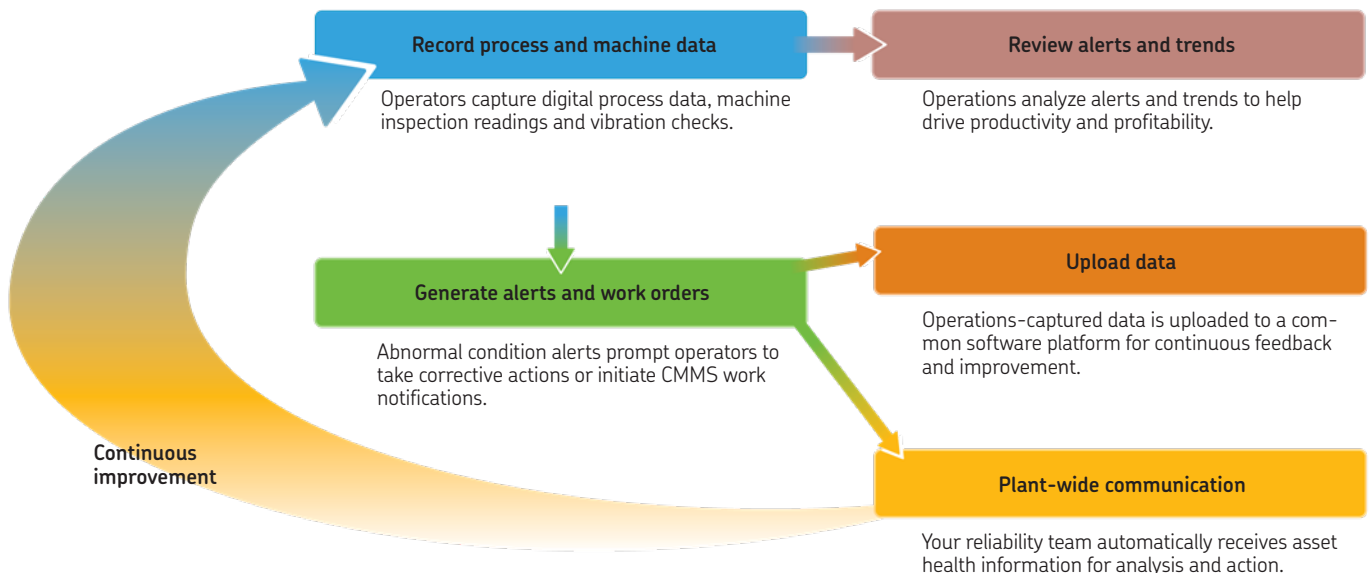 Record process and machine data
Operators capture digital process data, machine
inspection readings and vibration checks.
Review alerts and trends
Operations analyze alerts and trends to help
drive productivity and profitability.
Generate alerts and work orders
Abnormal condition alerts prompt operators to
take corrective actions or initiate CMMS work
notifications.
Upload data
Operations-captured data is uploaded to a com-
mon software platform for continuous feedback
and improvement.
Continuous
improvement
Plant-wide communication
Your reliability team automatically receives asset
health information for analysis and action.